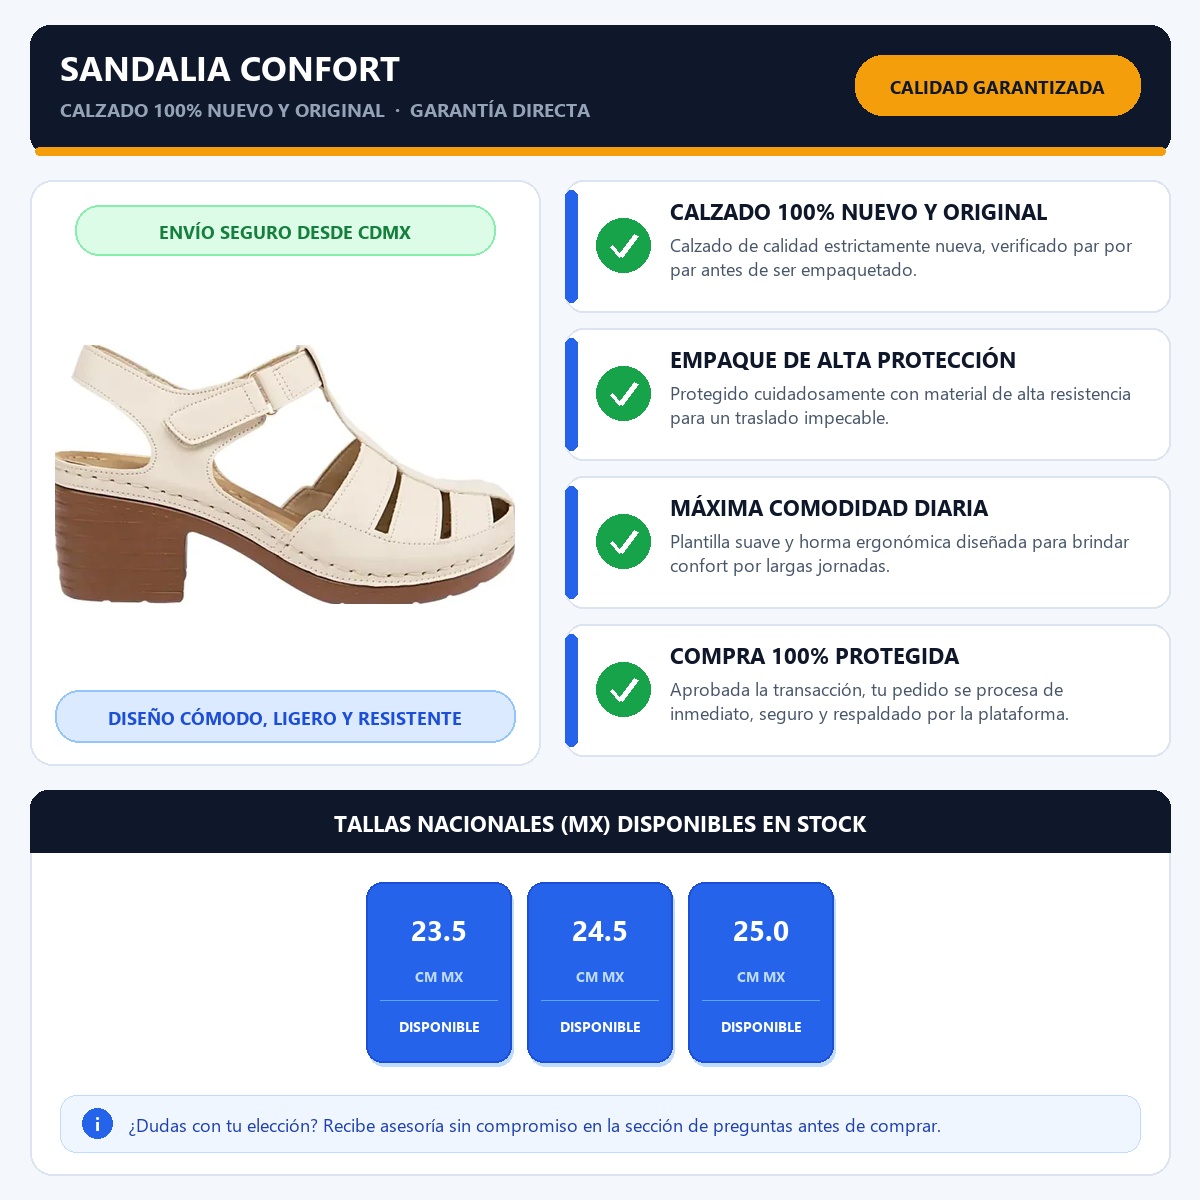 SANDALIA CONFORT
CALZADO 100% NUEVO Y ORIGINAL · GARANTÍA DIRECTA
CALIDAD GARANTIZADA
ENVÍO SEGURO DESDE CDMX
DISEÑO CÓMODO, LIGERO Y RESISTENTE
CALZADO 100% NUEVO Y ORIGINAL
Calzado de calidad estrictamente nueva, verificado par por
par antes de ser empaquetado.
EMPAQUE DE ALTA PROTECCIÓN
Protegido cuidadosamente con material de alta resistencia
para un traslado impecable.
MÁXIMA COMODIDAD DIARIA
Plantilla suave y horma ergonómica diseñada para brindar
confort por largas jornadas.
COMPRA 100% PROTEGIDA
Aprobada la transacción, tu pedido se procesa de
inmediato, seguro y respaldado por la plataforma.
TALLAS NACIONALES (MX) DISPONIBLES EN STOCK
23.5
CM MX
DISPONIBLE
24.5
CM MX
DISPONIBLE
25.0
CM MX
DISPONIBLE
¿Dudas con tu elección? Recibe asesoría sin compromiso en la sección de preguntas antes de comprar.